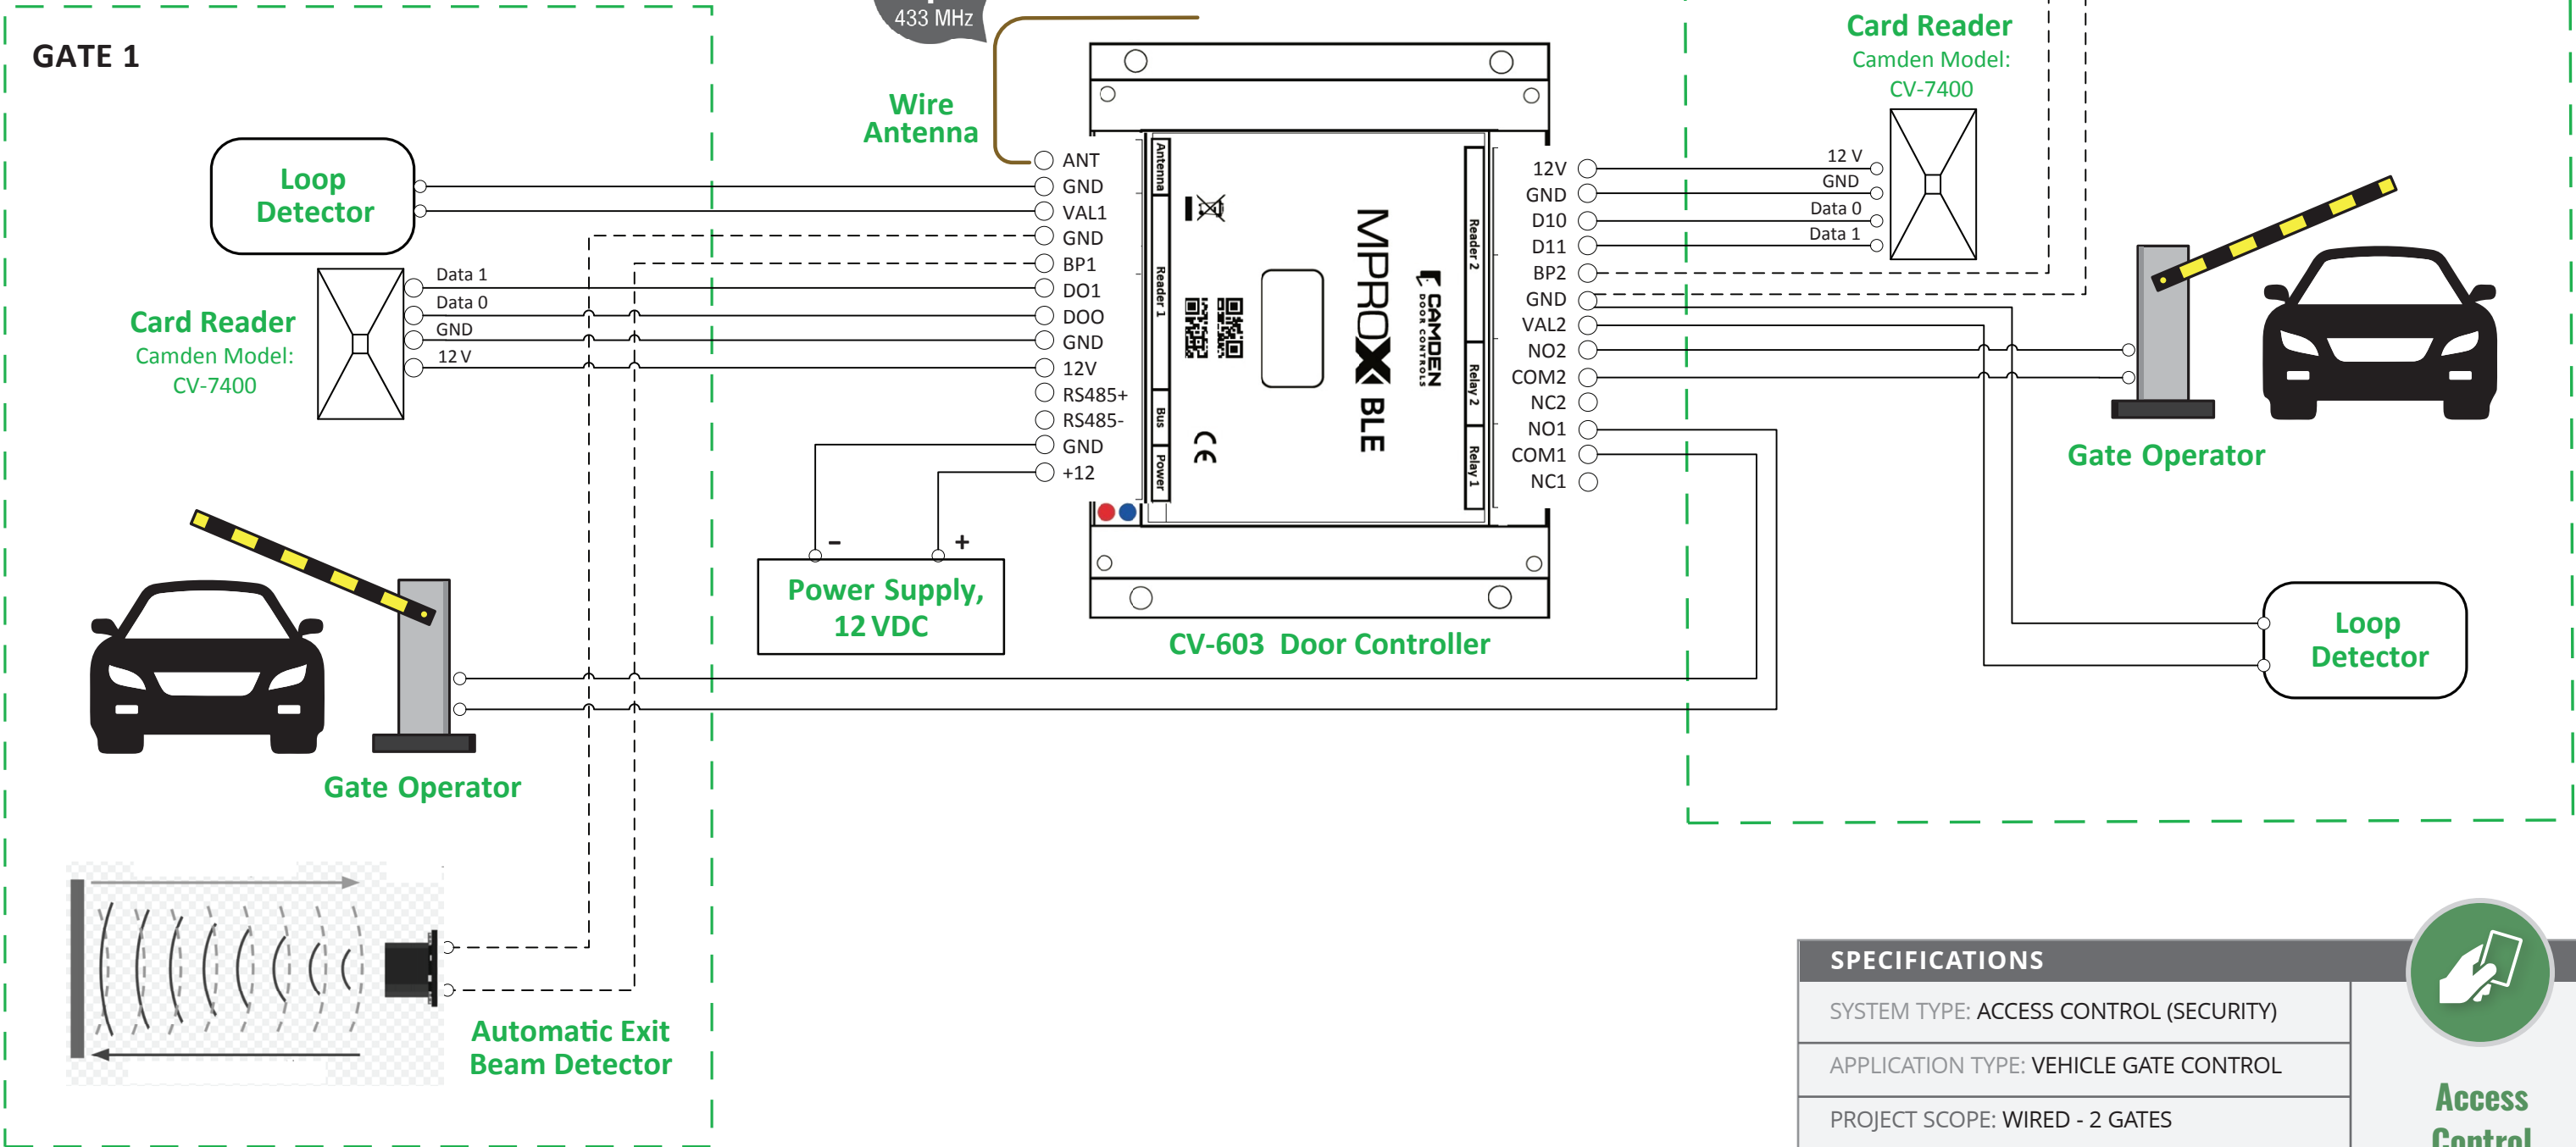 433 MHz
GATE 1
Wire
Antenna
Loop
Detector
Card Reader
Camden Model:
CV-7400
Data 1
Data 0
GND
12 V
ANT
GND
VAL1
GND
BP1
DO1
DOO
GND
12V
RS485+
RS485-
GND
+12
Antenna
Reader 1
Bus
Power
MPROX BLE
CAMDEN
DOOR CONTROLS
CE
Reader 2
Relay 2
Relay 1
12V
GND
D10
D11
BP2
GND
VAL2
NO2
COM2
NC2
NO1
COM1
NC1
Card Reader
Camden Model:
CV-7400
12 V
GND
Data 0
Data 1
Gate Operator
Loop
Detector
– +
Power Supply,
12 VDC
CV-603 Door Controller
Gate Operator
Automatic Exit
Beam Detector
SPECIFICATIONS
SYSTEM TYPE: ACCESS CONTROL (SECURITY)
APPLICATION TYPE: VEHICLE GATE CONTROL
PROJECT SCOPE: WIRED - 2 GATES
Access
Control